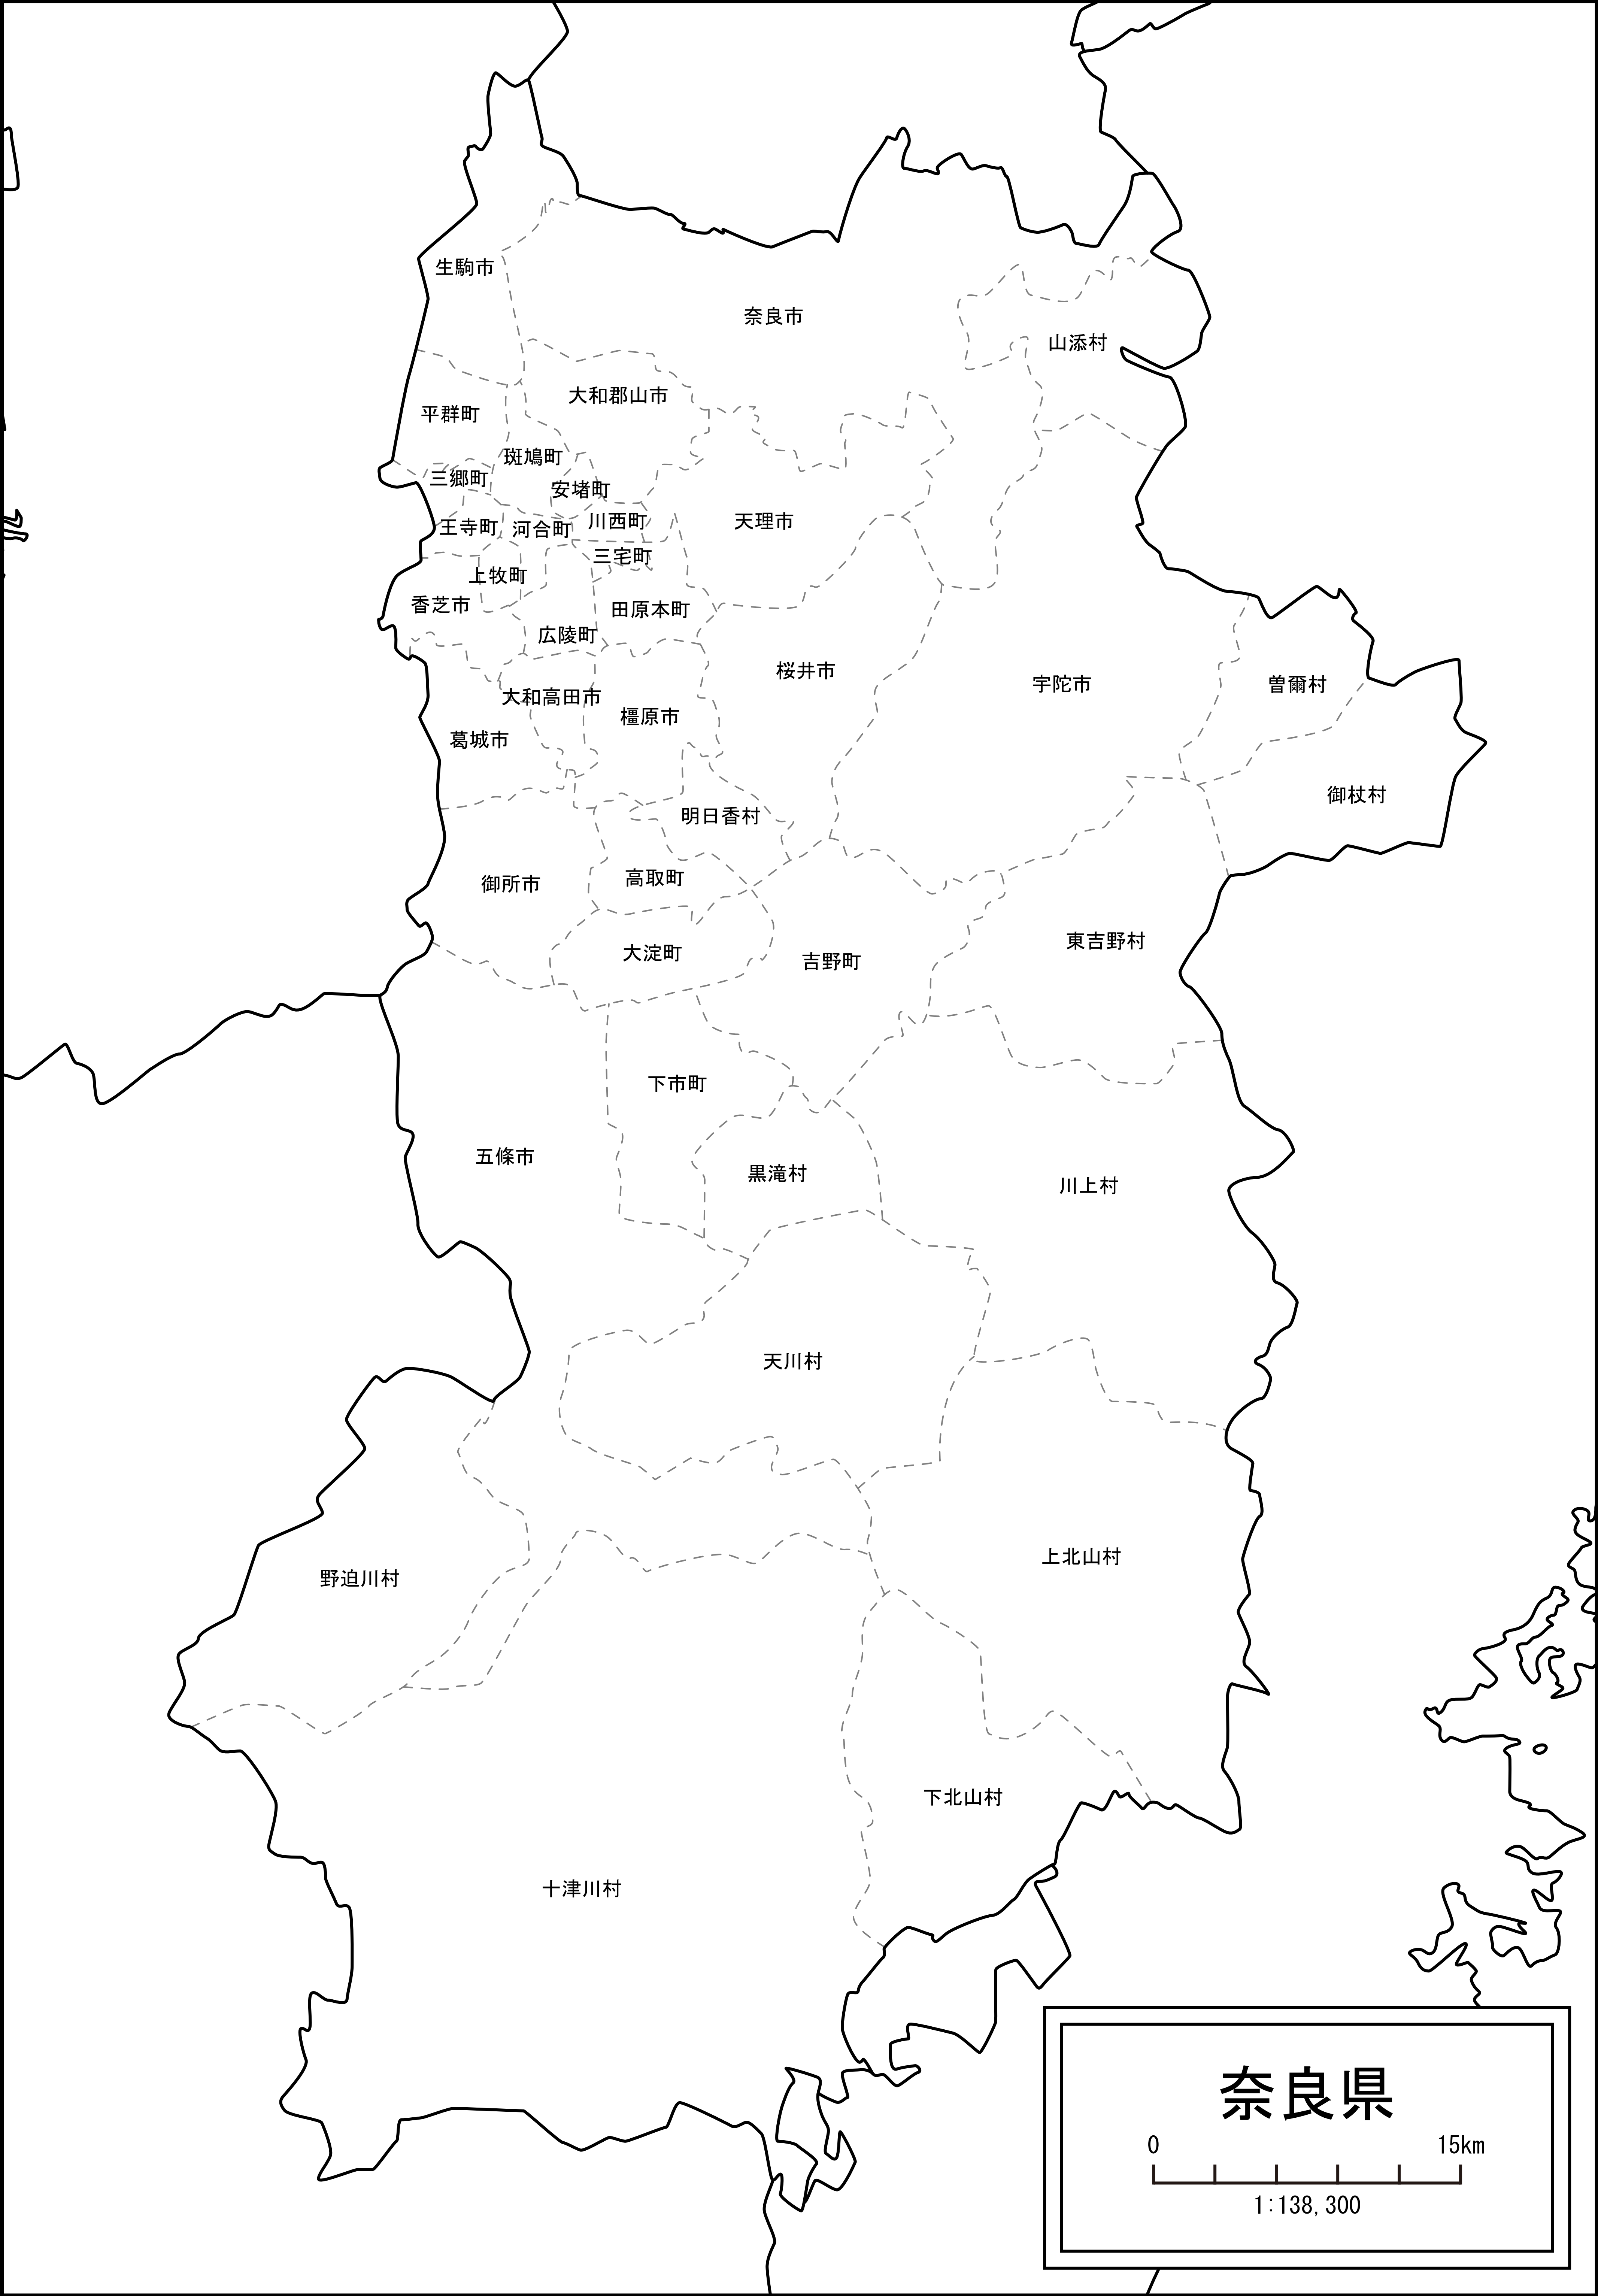 生駒市
奈良市
山添村
大和郡山市
平群町
斑鳩町
三郷町
安堵町
王寺町
河合町
川西町
天理市
三宅町
上牧町
香芝市
田原本町
広陵町
桜井市
宇陀市
曽爾村
大和高田市
橿原市
葛城市
御杖村
明日香村
御所市
高取町
東吉野村
大淀町
吉野町
下市町
五條市
黒滝村
川上村
天川村
上北山村
野迫川村
下北山村
十津川村
奈良県
0 15km
1:138,300